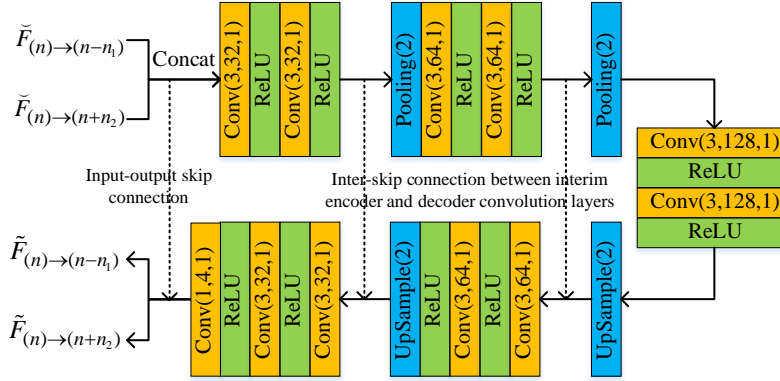 F̆(n)→(n−n₁)
Concat
F̆(n)→(n+n₂)
Conv(3,32,1)
ReLU
Conv(3,32,1)
ReLU
Pooling(2)
Conv(3,64,1)
ReLU
Conv(3,64,1)
ReLU
Pooling(2)
Conv(3,128,1)
ReLU
Conv(3,128,1)
ReLU
Input-output skip
connection
Inter-skip connection between interim
encoder and decoder convolution layers
F̃(n)→(n−n₁)
F̃(n)→(n+n₂)
Conv(1,4,1)
ReLU
Conv(3,32,1)
ReLU
Conv(3,32,1)
UpSample(2)
ReLU
Conv(3,64,1)
ReLU
Conv(3,64,1)
UpSample(2)